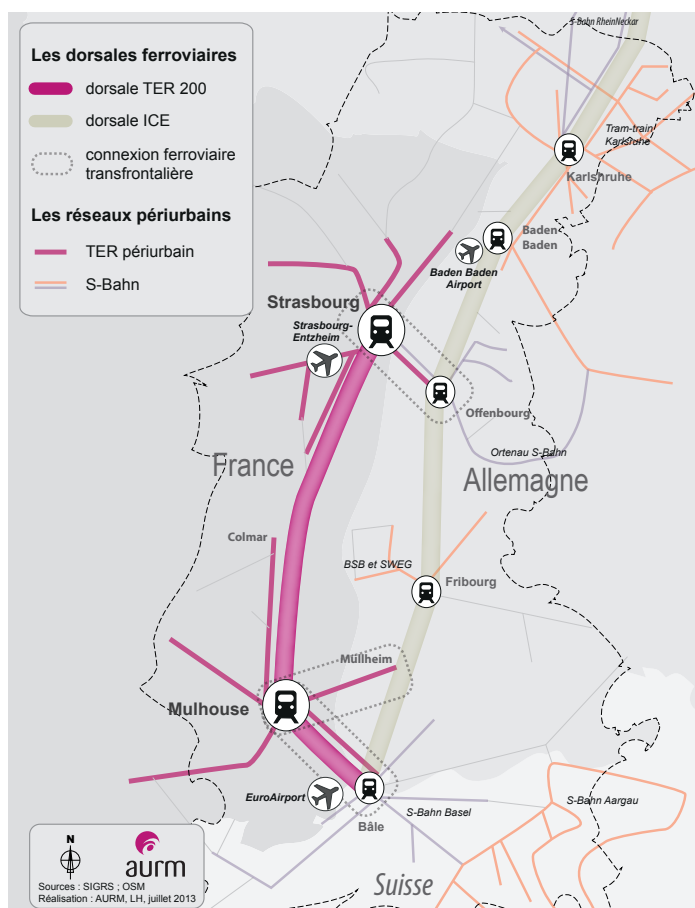 Les dorsales ferroviaires
dorsale TER 200
dorsale ICE
connexion ferroviaire
transfrontalière
Les réseaux périurbains
TER périurbain
S-Bahn
S-Bahn RheinNeckar
Tram-train
Karlsruhe
Karlsruhe
Baden
Baden
Baden Baden
Airport
Strasbourg
Strasbourg-
Entzheim
Offenbourg
Ortenau S-Bahn
France
Allemagne
Colmar
BSB et SWEG
Fribourg
Müllheim
Mulhouse
EuroAirport
Bâle
S-Bahn Basel
S-Bahn Aargau
Suisse
N
aurm
Sources : SIGRS ; OSM
Réalisation : AURM, LH, juillet 2013